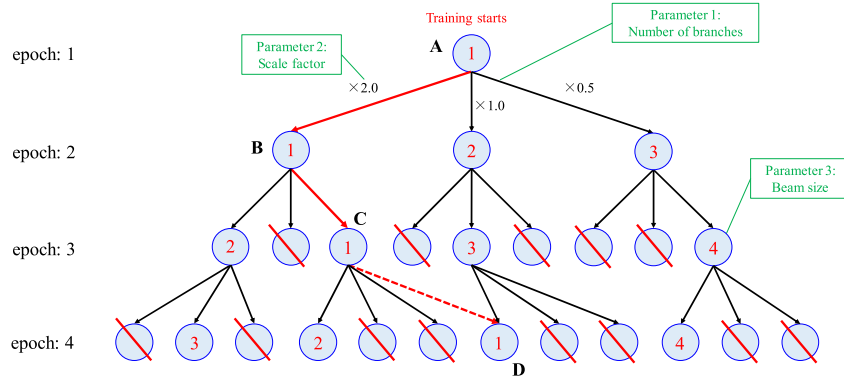 Training starts
Parameter 1:
Number of branches
epoch: 1
A
1
Parameter 2:
Scale factor
×2.0
×1.0
×0.5
epoch: 2
B
1
2
3
Parameter 3:
Beam size
C
epoch: 3
2
1
3
4
epoch: 4
3
2
1
4
D